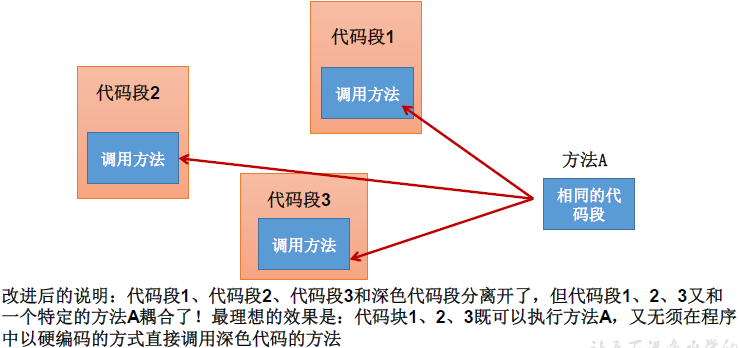 代码段1
调用方法
代码段2
调用方法
方法A
相同的代
码段
代码段3
调用方法
改进后的说明：代码段1、代码段2、代码段3和深色代码段分离开了，但代码段1、2、3又和
一个特定的方法A耦合了！最理想的效果是：代码块1、2、3既可以执行方法A，又无须在程序
中以硬编码的方式直接调用深色代码的方法